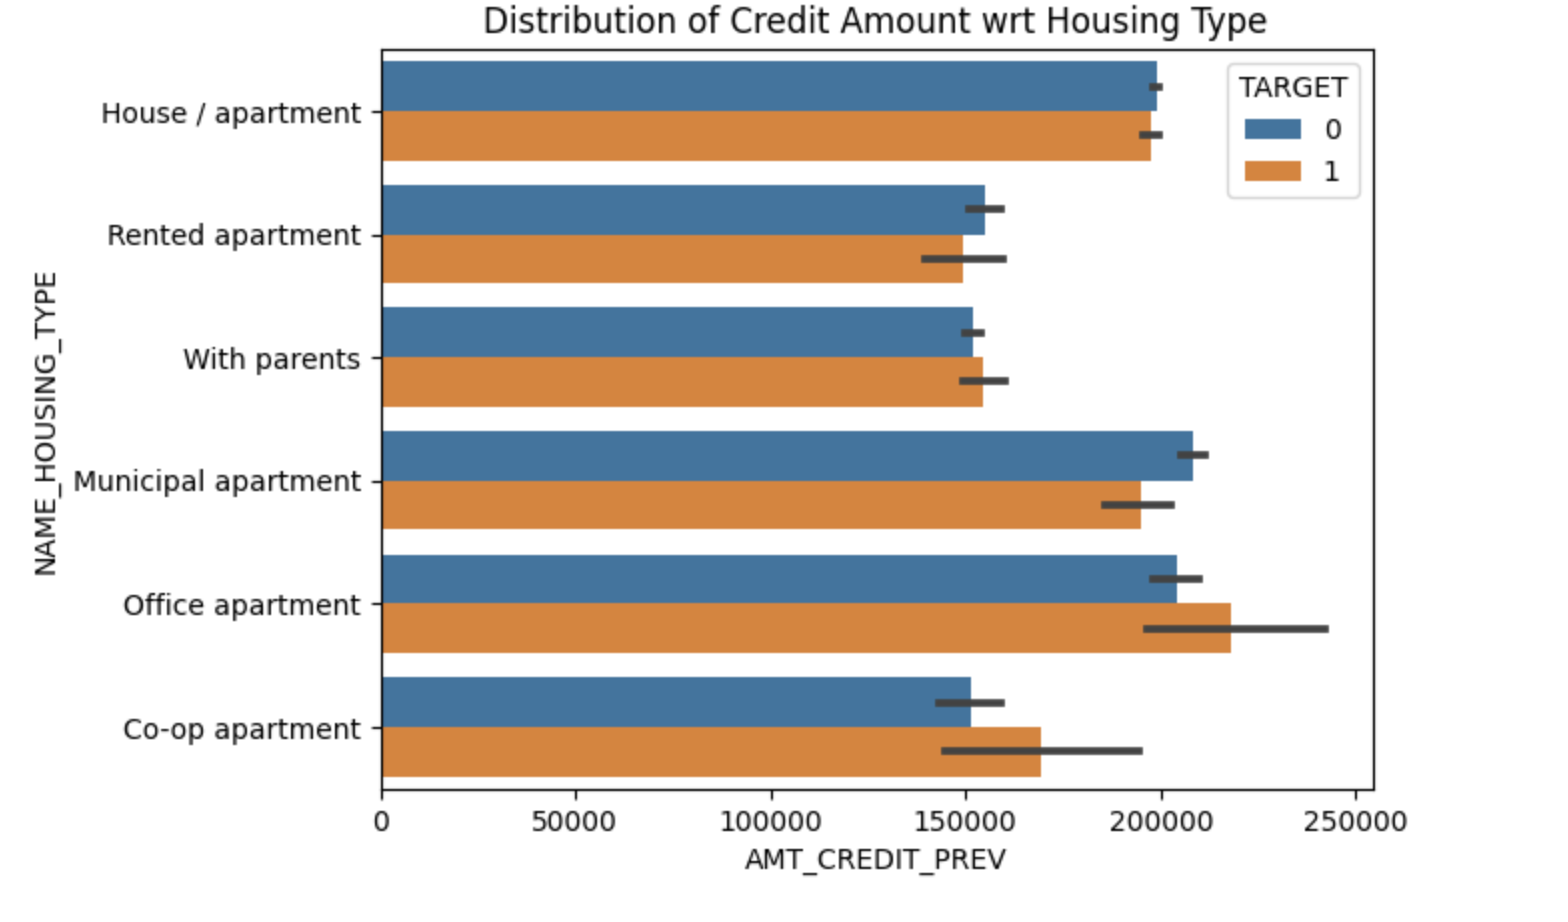 Distribution of Credit Amount wrt Housing Type
TARGET
0
1
House / apartment
Rented apartment
With parents
Municipal apartment
Office apartment
Co-op apartment
NAME_HOUSING_TYPE
0 50000 100000 150000 200000 250000
AMT_CREDIT_PREV